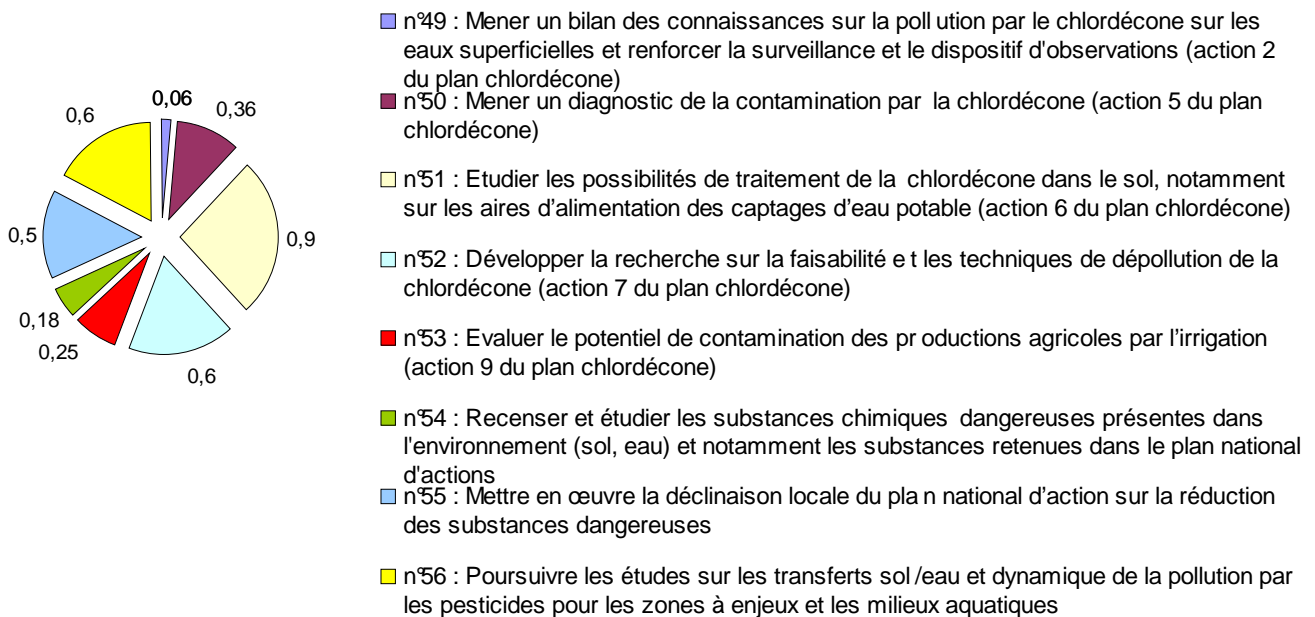 0,06
0,36
0,6
0,5
0,9
0,18
0,25
0,6
n°49 : Mener un bilan des connaissances sur la poll ution par le chlordécone sur les
eaux superficielles et renforcer la surveillance et le dispositif d'observations (action 2
du plan chlordécone)
n°50 : Mener un diagnostic de la contamination par la chlordécone (action 5 du plan
chlordécone)
n°51 : Etudier les possibilités de traitement de la chlordécone dans le sol, notamment
sur les aires d’alimentation des captages d’eau potable (action 6 du plan chlordécone)
n°52 : Développer la recherche sur la faisabilité e t les techniques de dépollution de la
chlordécone (action 7 du plan chlordécone)
n°53 : Evaluer le potentiel de contamination des pr oductions agricoles par l’irrigation
(action 9 du plan chlordécone)
n°54 : Recenser et étudier les substances chimiques dangereuses présentes dans
l'environnement (sol, eau) et notamment les substances retenues dans le plan national
d'actions
n°55 : Mettre en œuvre la déclinaison locale du pla n national d’action sur la réduction
des substances dangereuses
n°56 : Poursuivre les études sur les transferts sol /eau et dynamique de la pollution par
les pesticides pour les zones à enjeux et les milieux aquatiques